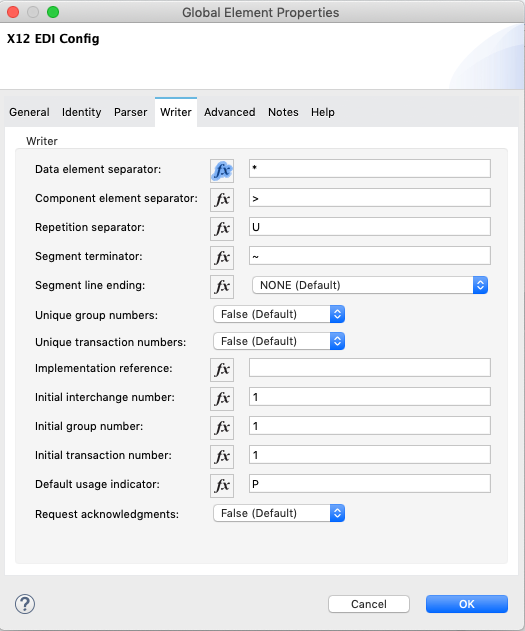 Global Element Properties
X12 EDI Config
General Identity Parser Writer Advanced Notes Help
Writer
Data element separator: fx *
Component element separator: fx >
Repetition separator: fx U
Segment terminator: fx ~
Segment line ending: fx NONE (Default)
Unique group numbers: False (Default)
Unique transaction numbers: False (Default)
Implementation reference: fx
Initial interchange number: fx 1
Initial group number: fx 1
Initial transaction number: fx 1
Default usage indicator: fx P
Request acknowledgments: False (Default)
? Cancel OK